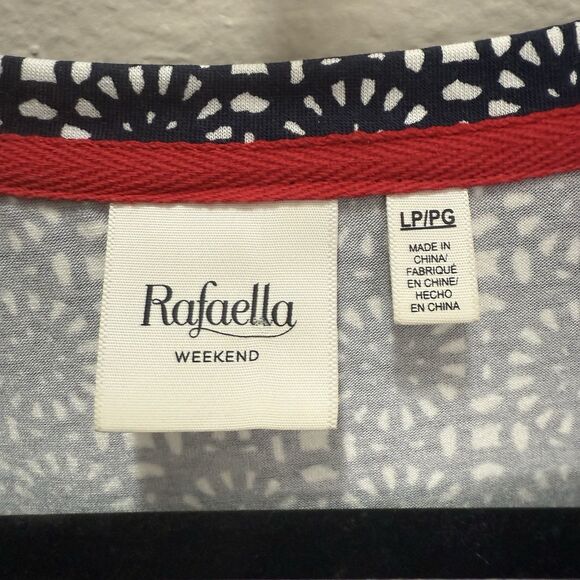 Rafaella
WEEKEND
LP/PG
MADE IN
CHINA/
FABRIQUÉ
EN CHINE/
HECHO
EN CHINA